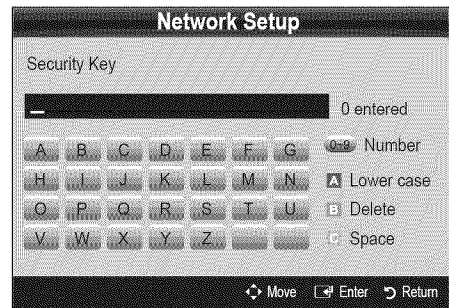 Network Setup
Security Key
_ 0 entered
A B C D E F G 0~9 Number
H I J K L M N A Lower case
O P Q R S T U B Delete
V W X Y Z C Space
Move Enter Return